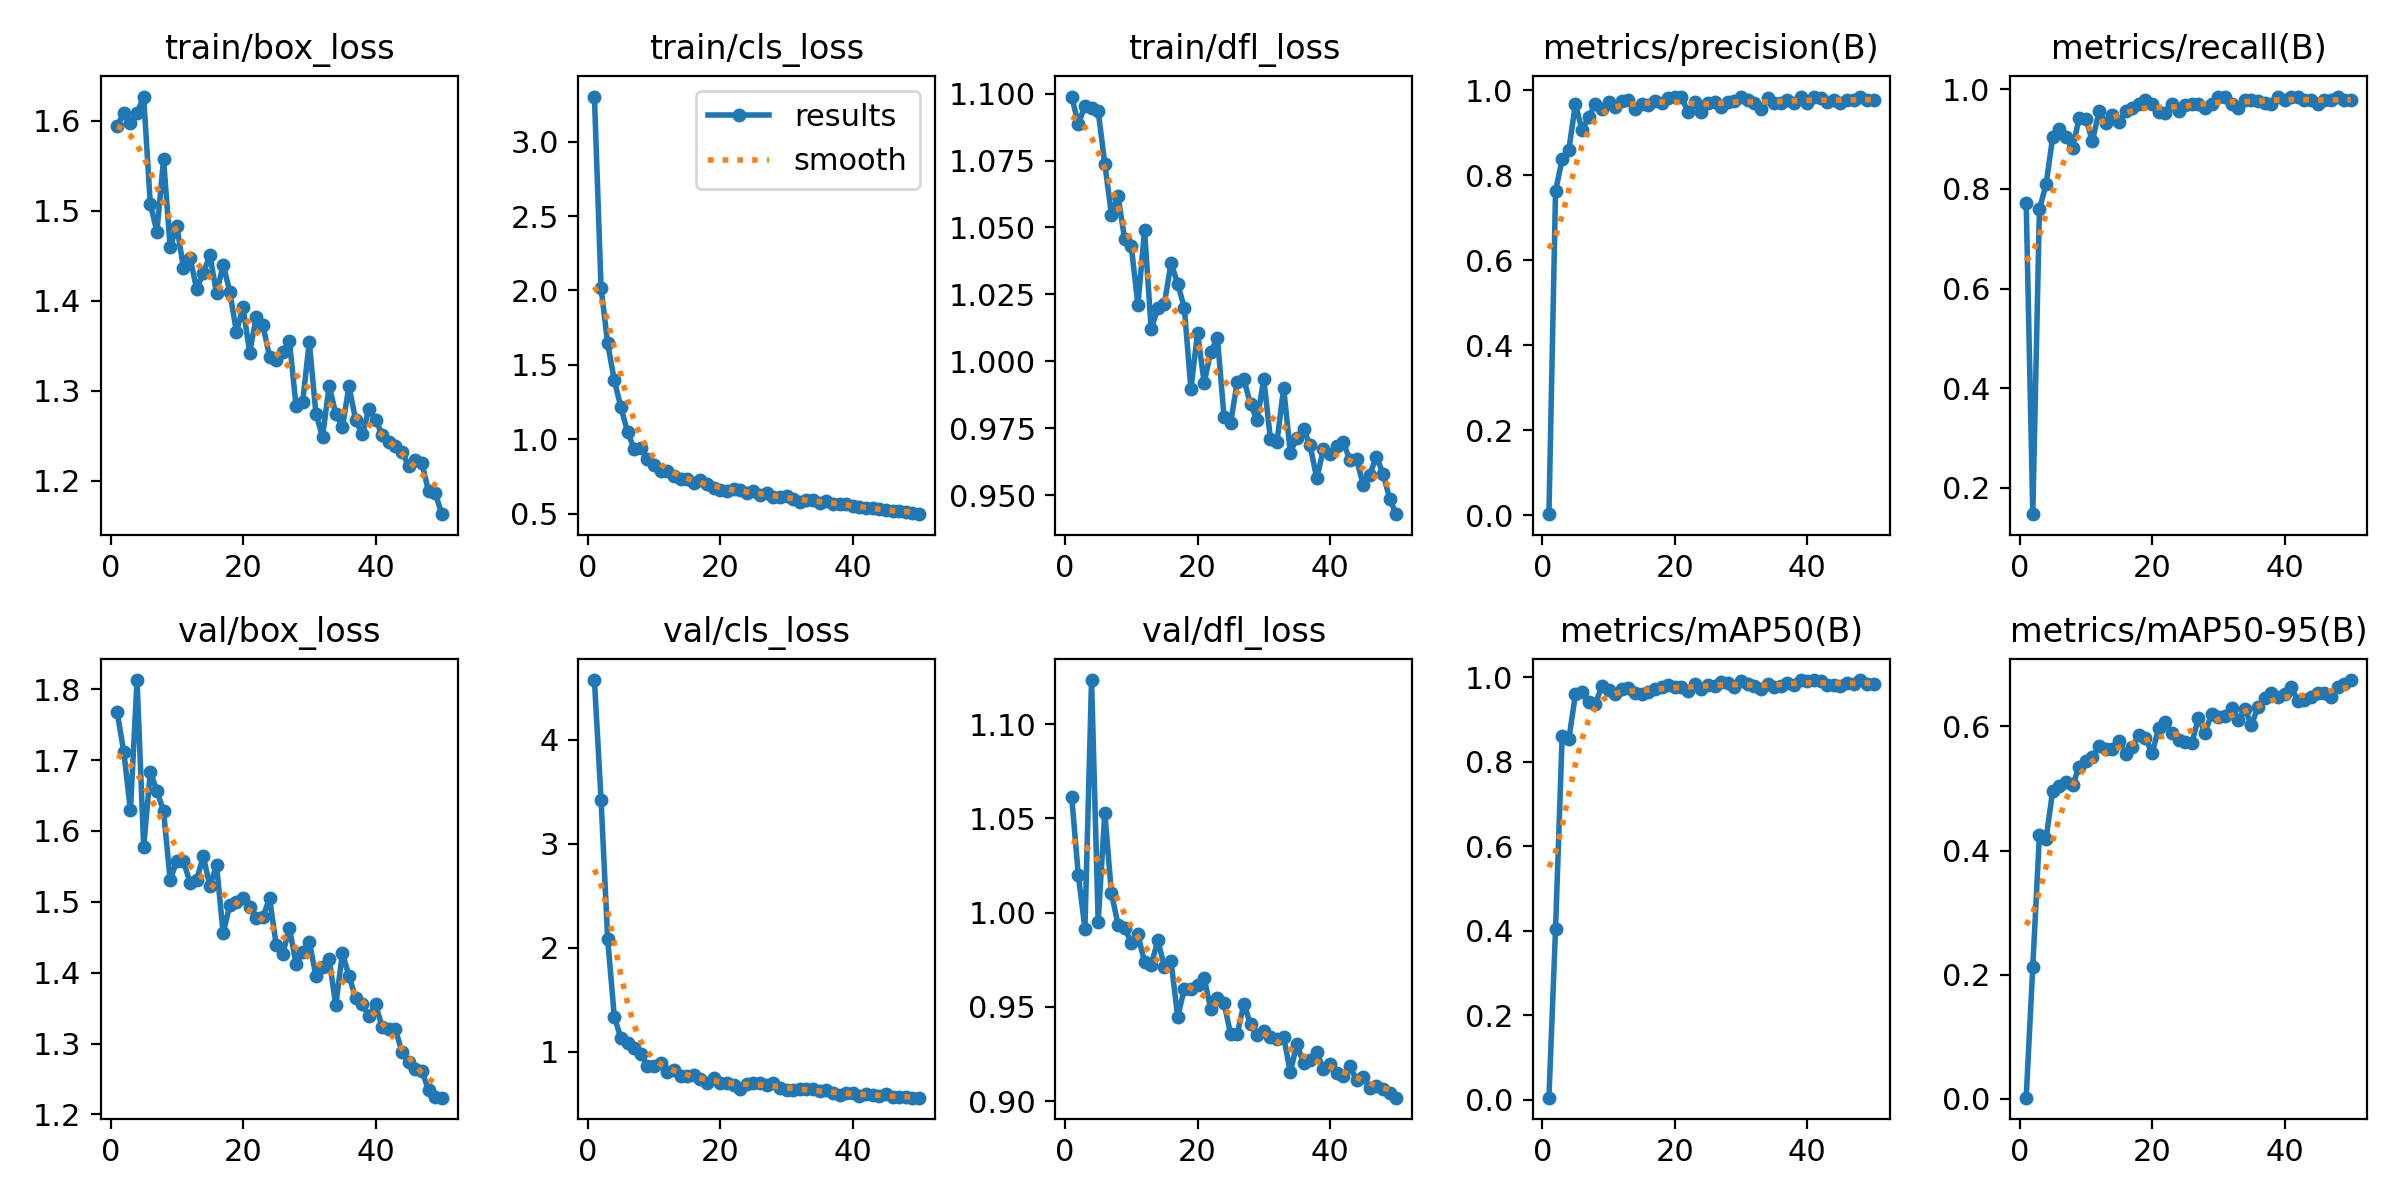 train/box_loss
1.6
1.5
1.4
1.3
1.2
0 20 40
train/cls_loss
results
smooth
3.0
2.5
2.0
1.5
1.0
0.5
0 20 40
train/dfl_loss
1.100
1.075
1.050
1.025
1.000
0.975
0.950
0 20 40
metrics/precision(B)
1.0
0.8
0.6
0.4
0.2
0.0
0 20 40
metrics/recall(B)
1.0
0.8
0.6
0.4
0.2
0 20 40
val/box_loss
1.8
1.7
1.6
1.5
1.4
1.3
1.2
0 20 40
val/cls_loss
4
3
2
1
0 20 40
val/dfl_loss
1.10
1.05
1.00
0.95
0.90
0 20 40
metrics/mAP50(B)
1.0
0.8
0.6
0.4
0.2
0.0
0 20 40
metrics/mAP50-95(B)
0.6
0.4
0.2
0.0
0 20 40